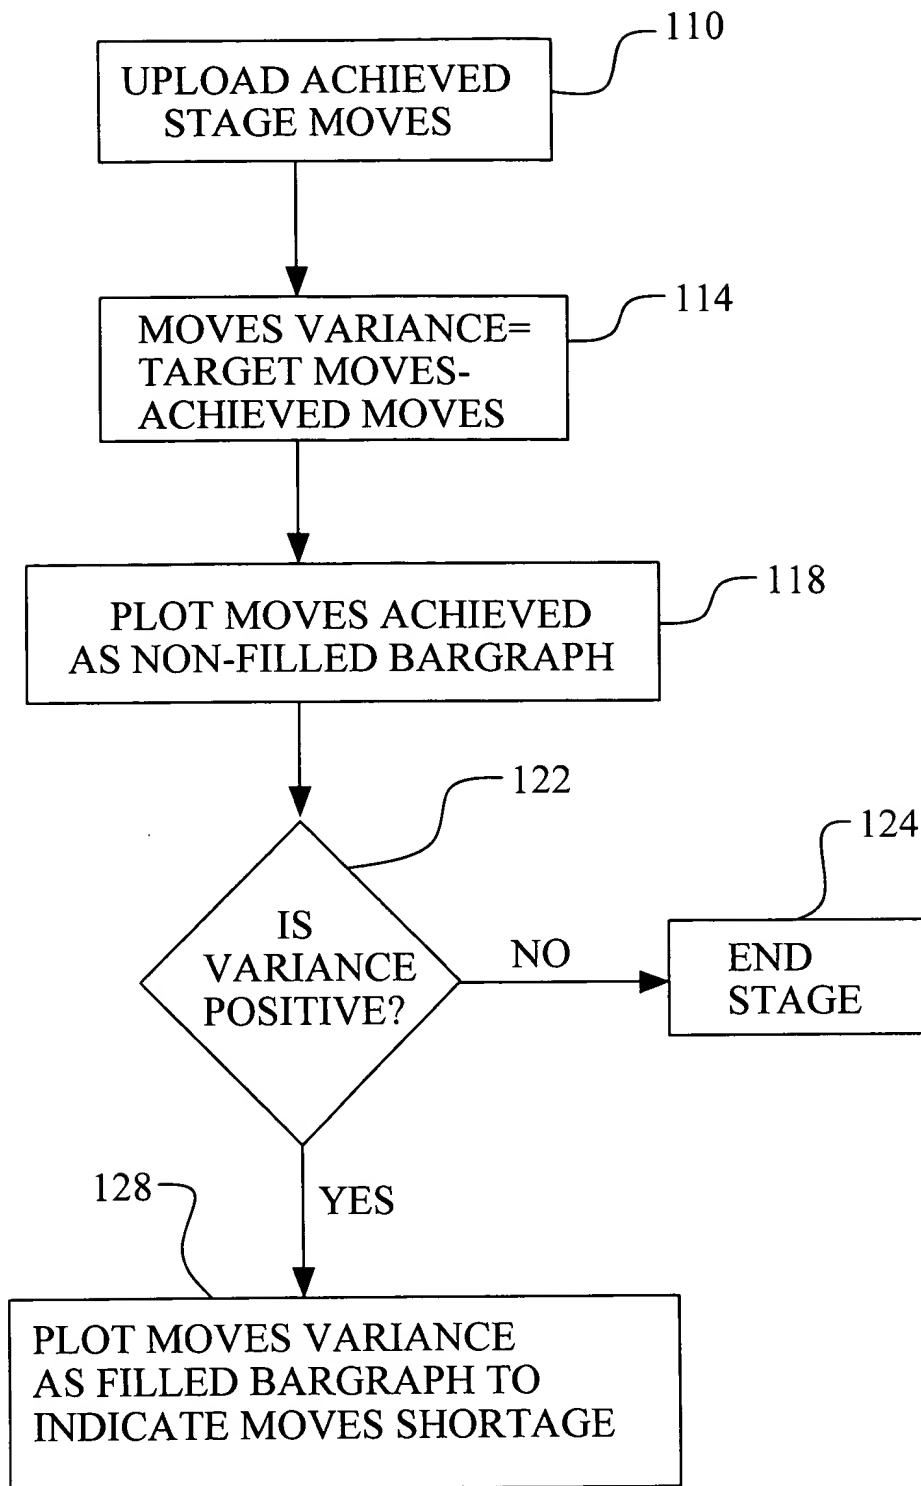 110
UPLOAD ACHIEVED
STAGE MOVES
114
MOVES VARIANCE=
TARGET MOVES-
ACHIEVED MOVES
118
PLOT MOVES ACHIEVED
AS NON-FILLED BARGRAPH
122
IS
VARIANCE
POSITIVE?
NO
124
END
STAGE
YES
128
PLOT MOVES VARIANCE
AS FILLED BARGRAPH TO
INDICATE MOVES SHORTAGE